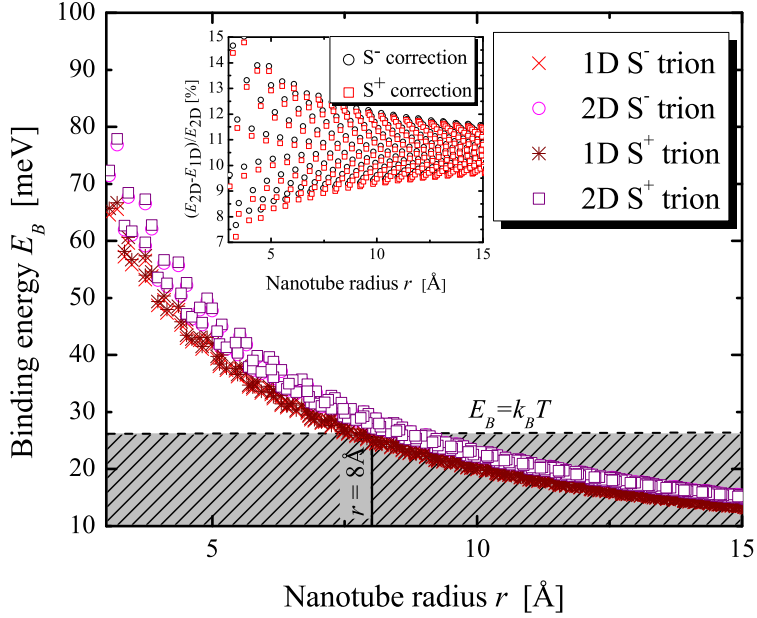 Binding energy E_B [meV]
100
90
80
70
60
50
40
30
20
10
5
10
15
Nanotube radius r [Å]
1D S⁻ trion
2D S⁻ trion
1D S⁺ trion
2D S⁺ trion
E_B=k_BT
r = 8Å
(E_2D-E_1D)/E_2D [%]
15
14
13
12
11
10
9
8
7
5
10
15
Nanotube radius r [Å]
S⁻ correction
S⁺ correction